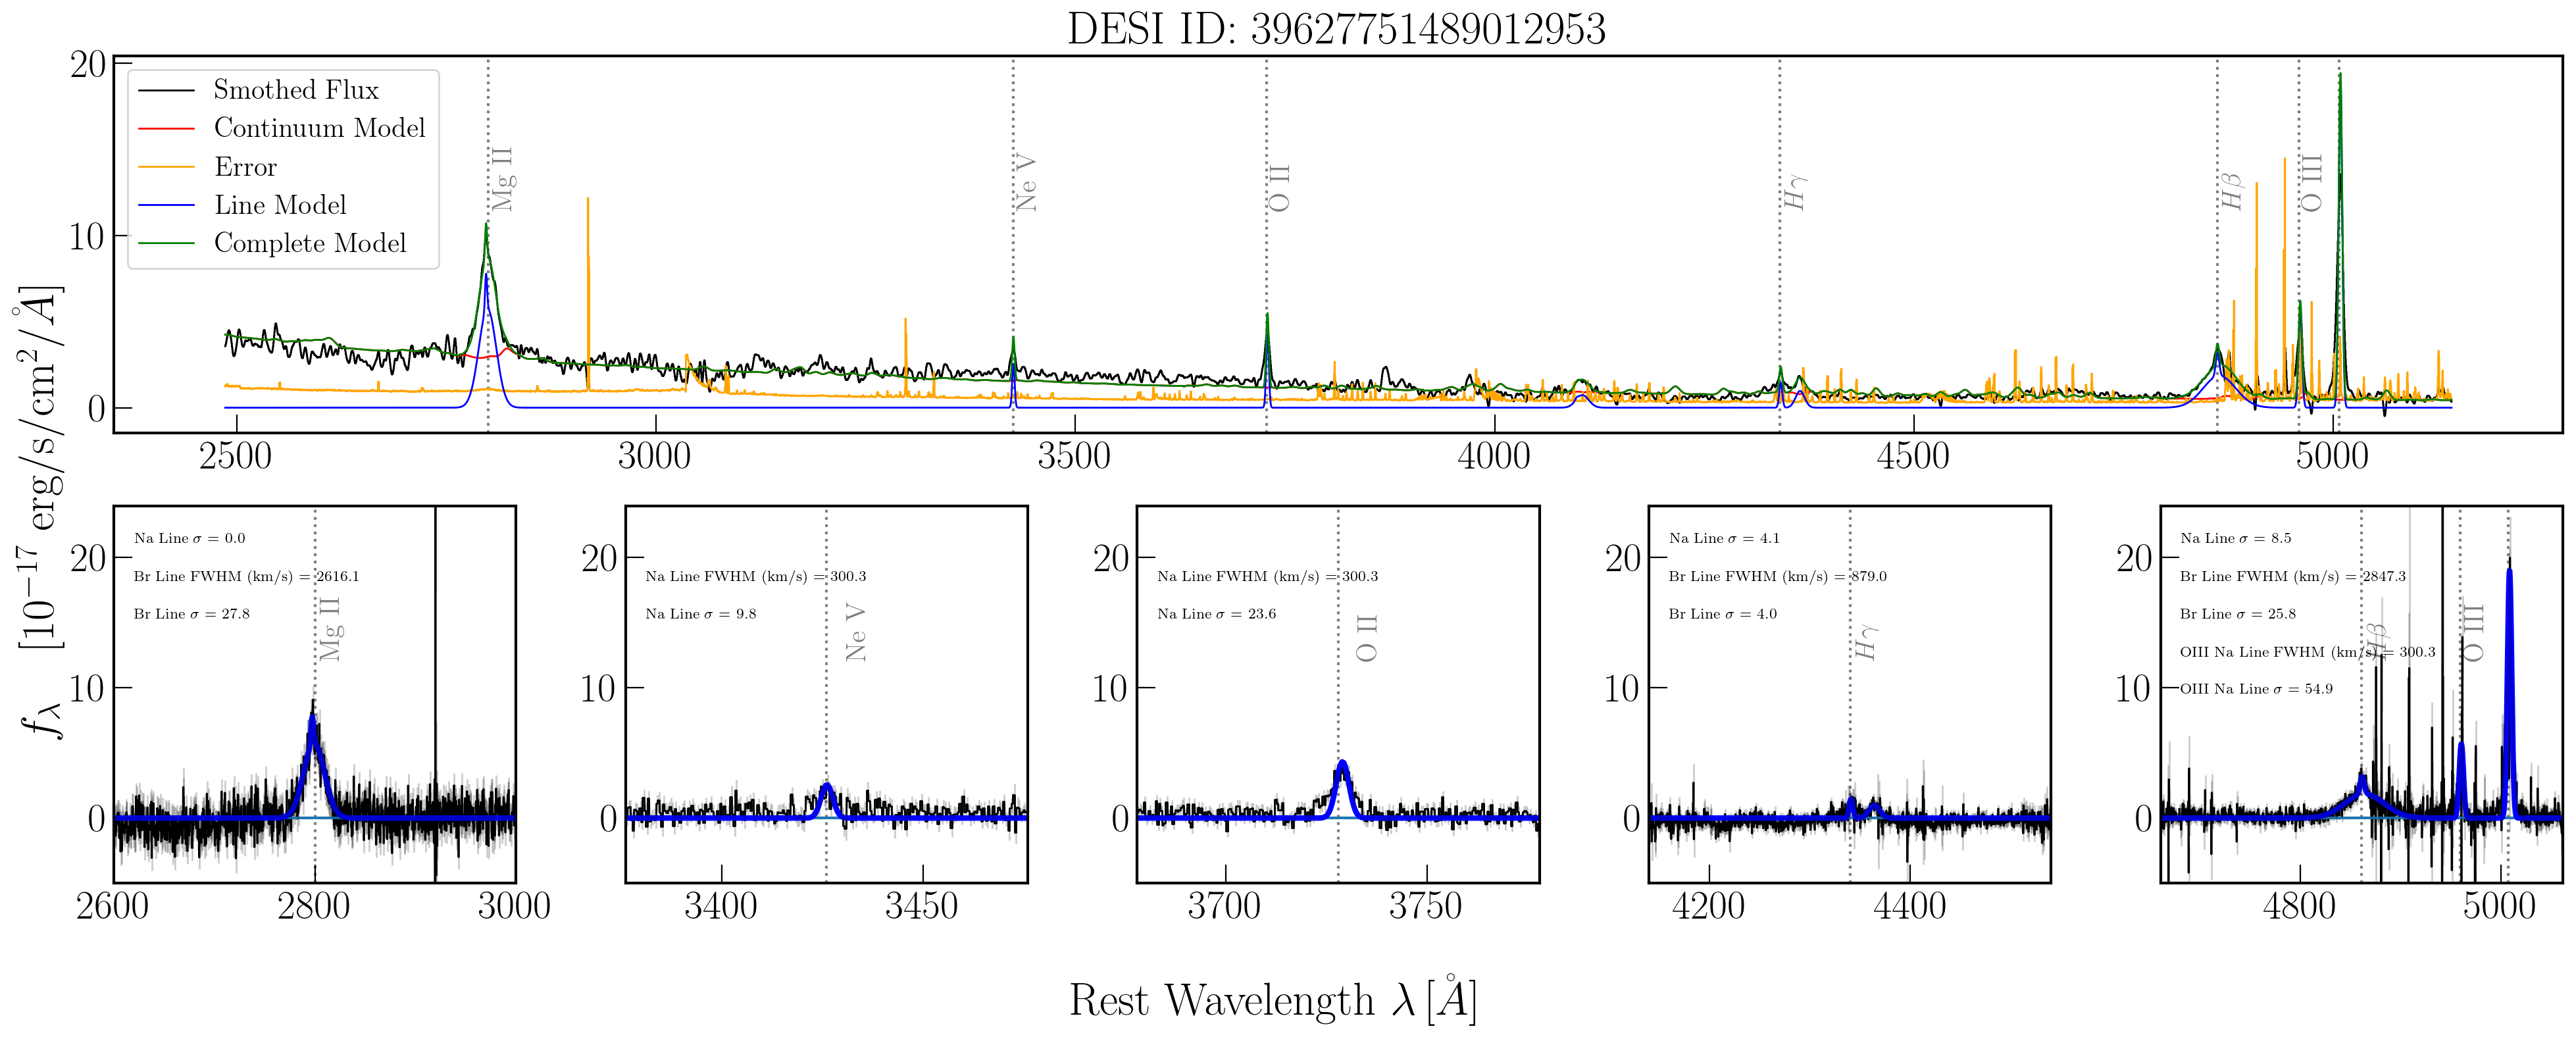 DESI ID: 39627751489012953
20
10
0
Smothed Flux
Continuum Model
Error
Line Model
Complete Model
Mg II
Ne V
O II
Hγ
Hβ
O III
2500 3000 3500 4000 4500 5000
fλ [10⁻¹⁷ erg/s/cm²/Å]
20
10
0
Na Line σ = 0.0
Br Line FWHM (km/s) = 2616.1
Br Line σ = 27.8
Mg II
2600 2800 3000
20
10
0
Na Line FWHM (km/s) = 300.3
Na Line σ = 9.8
Ne V
3400 3450
20
10
0
Na Line FWHM (km/s) = 300.3
Na Line σ = 23.6
O II
3700 3750
20
10
0
Na Line σ = 4.1
Br Line FWHM (km/s) = 879.0
Br Line σ = 4.0
Hγ
4200 4400
20
10
0
Na Line σ = 8.5
Br Line FWHM (km/s) = 2847.3
Br Line σ = 25.8
OIII Na Line FWHM (km/s) = 300.3
OIII Na Line σ = 54.9
Hβ
O III
4800 5000
Rest Wavelength λ [Å]